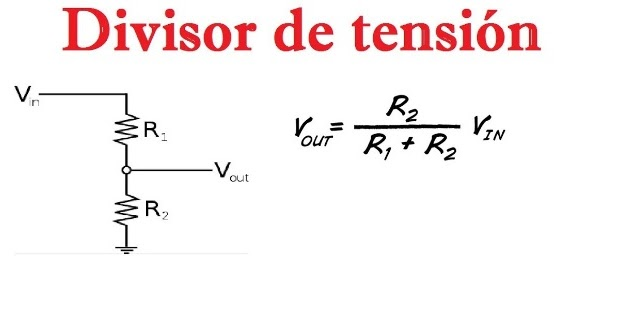 Divisor de tensión
Vin
R1
Vout
R2
VOUT = R2 / R1 + R2 VIN